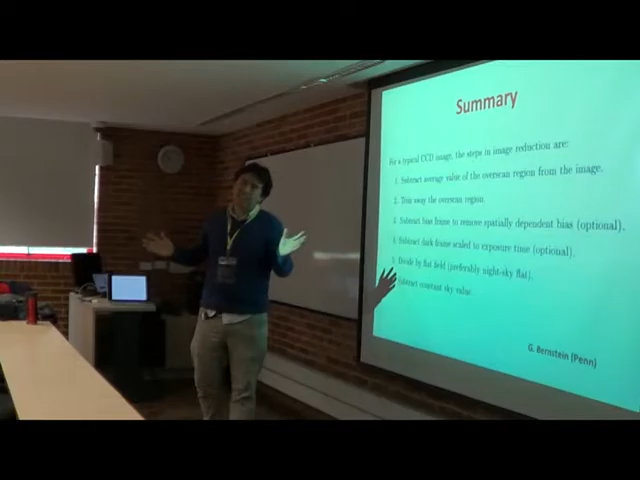 Summary
For a typical CCD image, the steps in image reduction are:
1. Subtract average value of the overscan region from the image.
2. Trim away the overscan region.
3. Subtract bias frame to remove spatially dependent bias (optional).
4. Subtract dark frame scaled to exposure time (optional).
5. Divide by flat field (preferably night-sky flat).
Subtract constant sky value.
G. Bernstein (Penn)